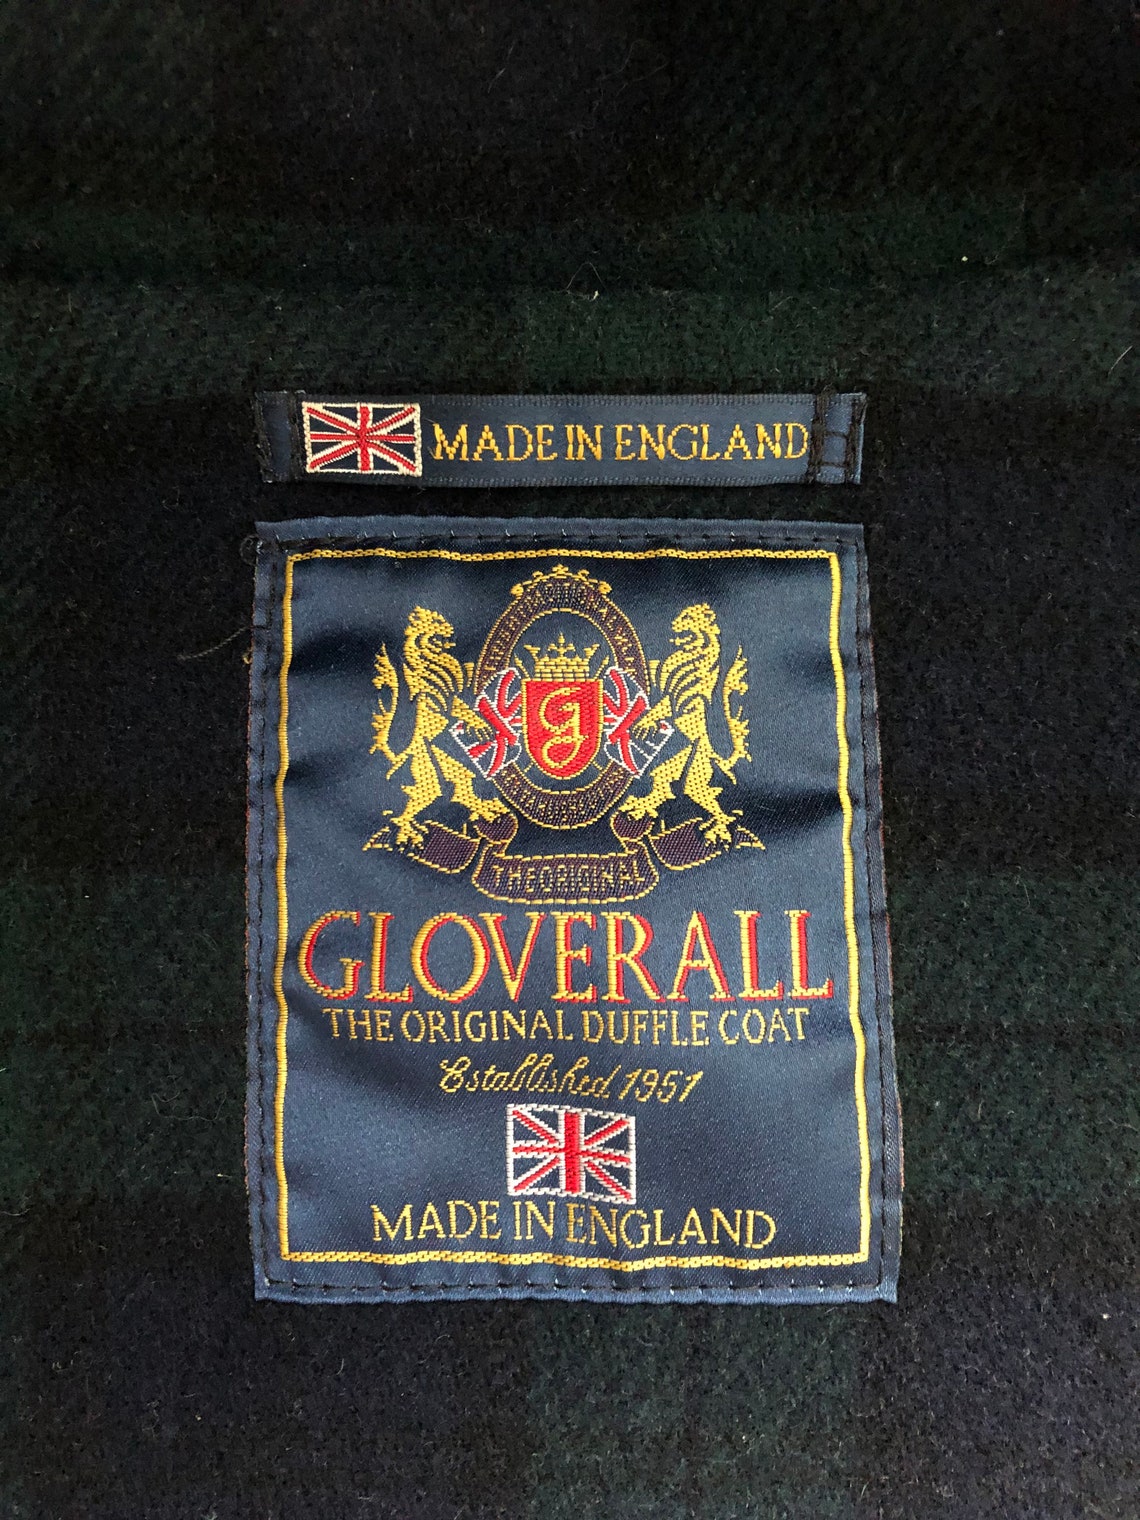 MADE IN ENGLAND
G
THE ORIGINAL
GLOVERALL
THE ORIGINAL DUFFLE COAT
Established 1951
MADE IN ENGLAND